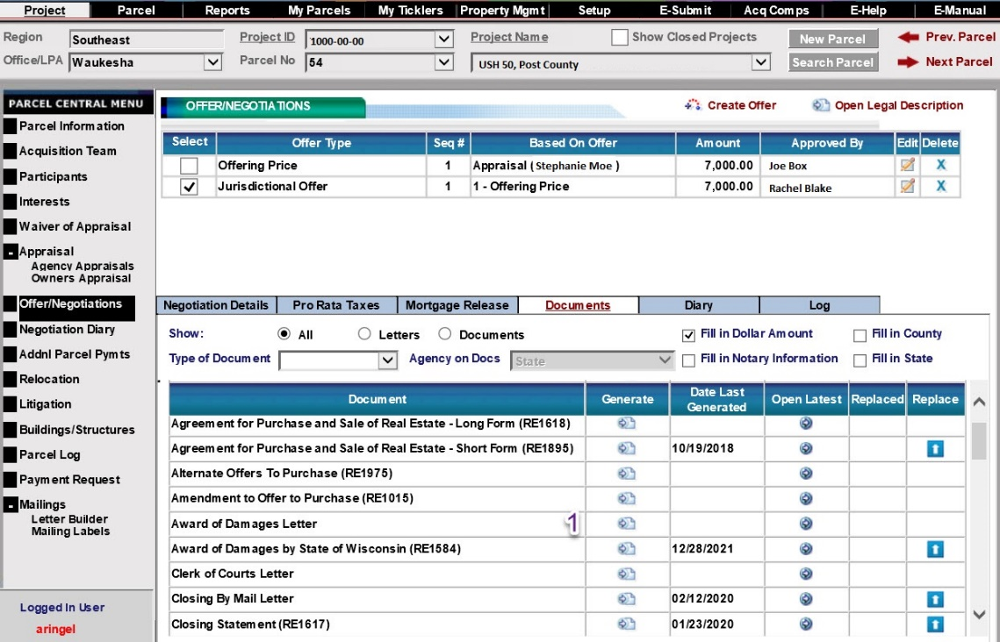 Project Parcel Reports My Parcels My Ticklers Property Mgmt Setup E-Submit Acq Comps E-Help E-Manual
Region Southeast Project ID 1000-00-00 Project Name Show Closed Projects New Parcel Prev. Parcel
Office/LPA Waukesha Parcel No 54 USH 50, Post County Search Parcel Next Parcel
PARCEL CENTRAL MENU
Parcel Information
Acquisition Team
Participants
Interests
Waiver of Appraisal
- Appraisal
Agency Appraisals
Owners Appraisal
Offer/Negotiations
Negotiation Diary
Addnl Parcel Pymts
Relocation
Litigation
Buildings/Structures
Parcel Log
Payment Request
- Mailings
Letter Builder
Mailing Labels
Logged In User
aringel
OFFER/NEGOTIATIONS Create Offer Open Legal Description
Select Offer Type Seq # Based On Offer Amount Approved By Edit Delete
Offering Price 1 Appraisal ( Stephanie Moe ) 7,000.00 Joe Box X
Jurisdictional Offer 1 1 - Offering Price 7,000.00 Rachel Blake X
Negotiation Details Pro Rata Taxes Mortgage Release Documents Diary Log
Show: All Letters Documents Fill in Dollar Amount Fill in County
Type of Document Agency on Docs State Fill in Notary Information Fill in State
Document Generate Date Last Generated Open Latest Replaced Replace
Agreement for Purchase and Sale of Real Estate - Long Form (RE1618)
Agreement for Purchase and Sale of Real Estate - Short Form (RE1895) 10/19/2018
Alternate Offers To Purchase (RE1975)
Amendment to Offer to Purchase (RE1015)
Award of Damages Letter 1
Award of Damages by State of Wisconsin (RE1584) 12/28/2021
Clerk of Courts Letter
Closing By Mail Letter 02/12/2020
Closing Statement (RE1617) 01/23/2020